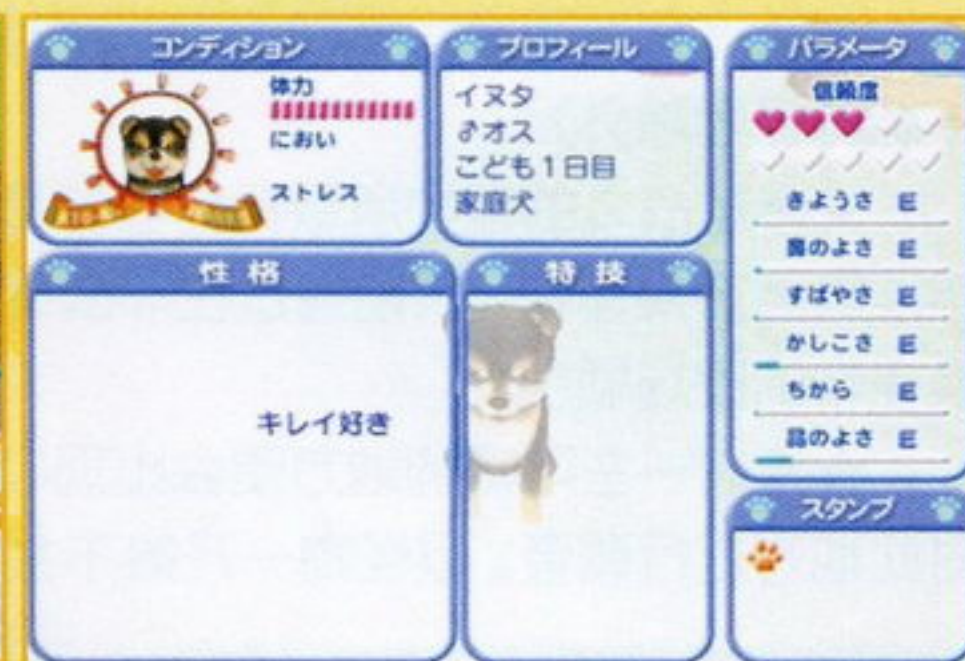 コンディション
体力
におい
ストレス
プロフィール
イヌタ
♂オス
こども1日目
家庭犬
パラメータ
信頼度
きようさ E
鼻のよさ E
すばやさ E
かしこさ E
ちから E
品のよさ E
性格
キレイ好き
特技
スタンプ